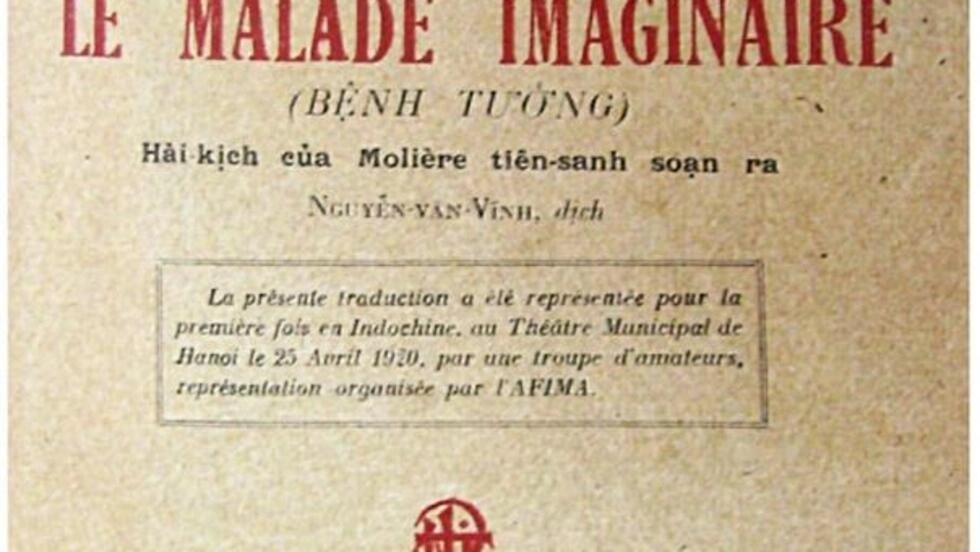 LE MALADE IMAGINAIRE
(BỆNH TƯỞNG)
Hài-kịch của Molière tiên-sanh soạn ra
NGUYỄN-VĂN-VĨNH, dịch
La présente traduction a été représentée pour la
première fois en Indochine, au Théâtre Municipal de
Hanoi le 25 Avril 1920, par une troupe d'amateurs,
représentation organisée par l'AFIMA.